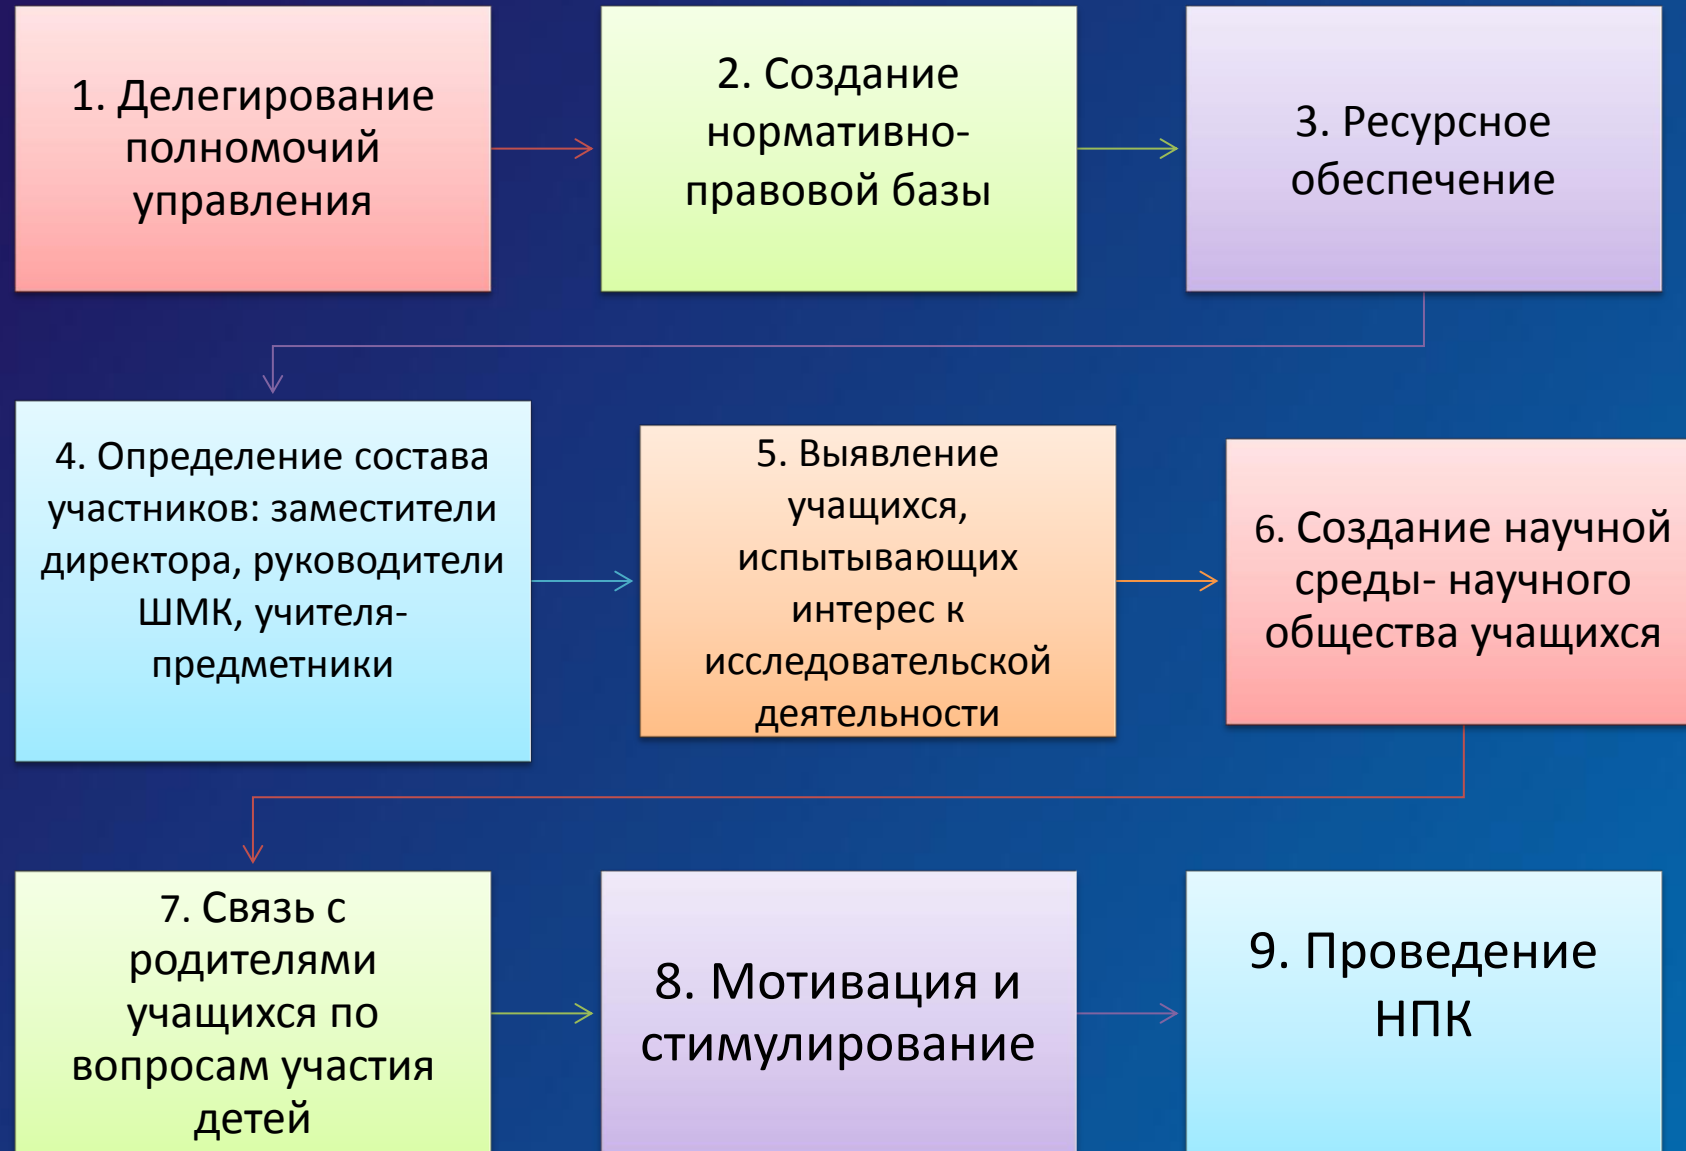 1. Делегирование
полномочий
управления
2. Создание
нормативно-
правовой базы
3. Ресурсное
обеспечение
4. Определение состава
участников: заместители
директора, руководители
ШМК, учителя-
предметники
5. Выявление
учащихся,
испытывающих
интерес к
исследовательской
деятельности
6. Создание научной
среды- научного
общества учащихся
7. Связь с
родителями
учащихся по
вопросам участия
детей
8. Мотивация и
стимулирование
9. Проведение
НПК